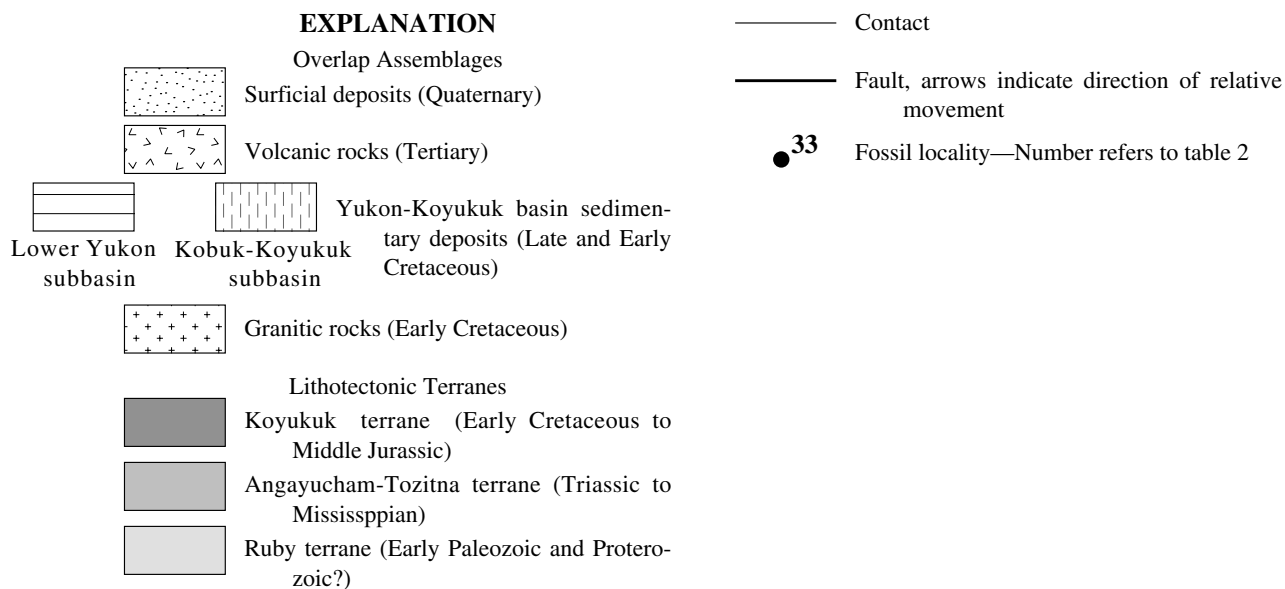 EXPLANATION
Overlap Assemblages
Surficial deposits (Quaternary)
Volcanic rocks (Tertiary)
Lower Yukon
subbasin
Kobuk-Koyukuk
subbasin
Yukon-Koyukuk basin sedimen-
tary deposits (Late and Early
Cretaceous)
Granitic rocks (Early Cretaceous)
Lithotectonic Terranes
Koyukuk terrane (Early Cretaceous to
Middle Jurassic)
Angayucham-Tozitna terrane (Triassic to
Mississppian)
Ruby terrane (Early Paleozoic and Protero-
zoic?)
Contact
Fault, arrows indicate direction of relative
movement
33
Fossil locality—Number refers to table 2